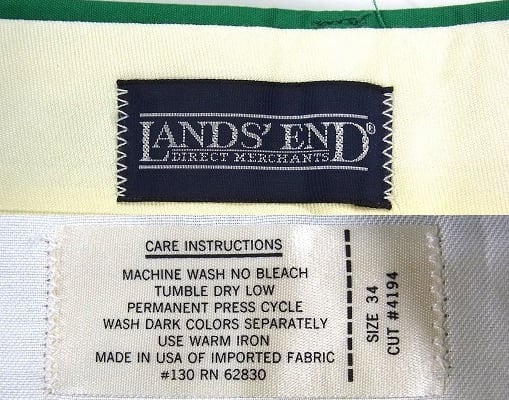 LANDS' END®
DIRECT MERCHANTS
CARE INSTRUCTIONS
MACHINE WASH NO BLEACH
TUMBLE DRY LOW
PERMANENT PRESS CYCLE
WASH DARK COLORS SEPARATELY
USE WARM IRON
MADE IN USA OF IMPORTED FABRIC
#130 RN 62830
SIZE 34
CUT #4194